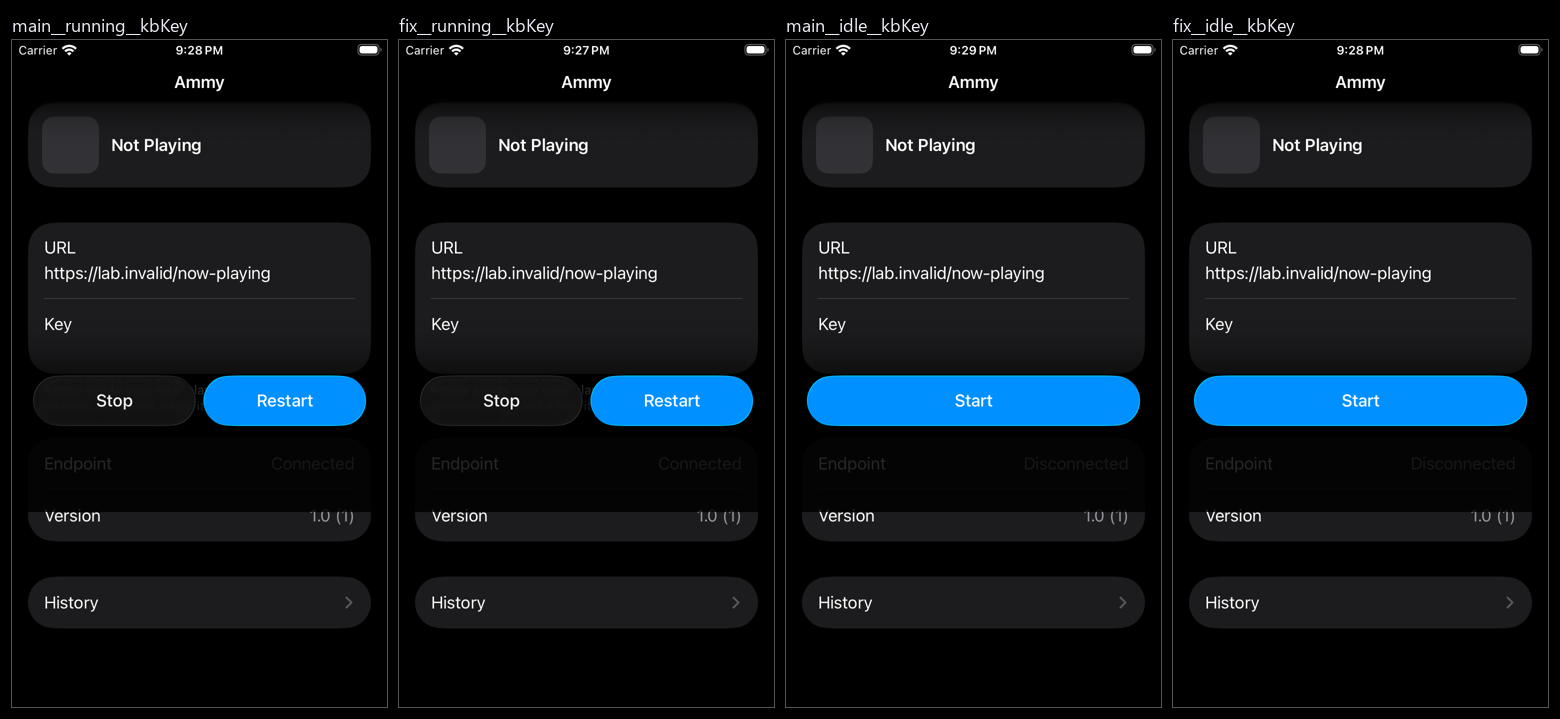 main__running__kbKey
Carrier 9:28 PM
Ammy
Not Playing
URL
https://lab.invalid/now-playing
Key
Stop Restart
Endpoint Connected
Version 1.0 (1)
History
fix__running__kbKey
Carrier 9:27 PM
Ammy
Not Playing
URL
https://lab.invalid/now-playing
Key
Stop Restart
Endpoint Connected
Version 1.0 (1)
History
main__idle__kbKey
Carrier 9:29 PM
Ammy
Not Playing
URL
https://lab.invalid/now-playing
Key
Start
Endpoint Disconnected
Version 1.0 (1)
History
fix__idle__kbKey
Carrier 9:28 PM
Ammy
Not Playing
URL
https://lab.invalid/now-playing
Key
Start
Endpoint Disconnected
Version 1.0 (1)
History